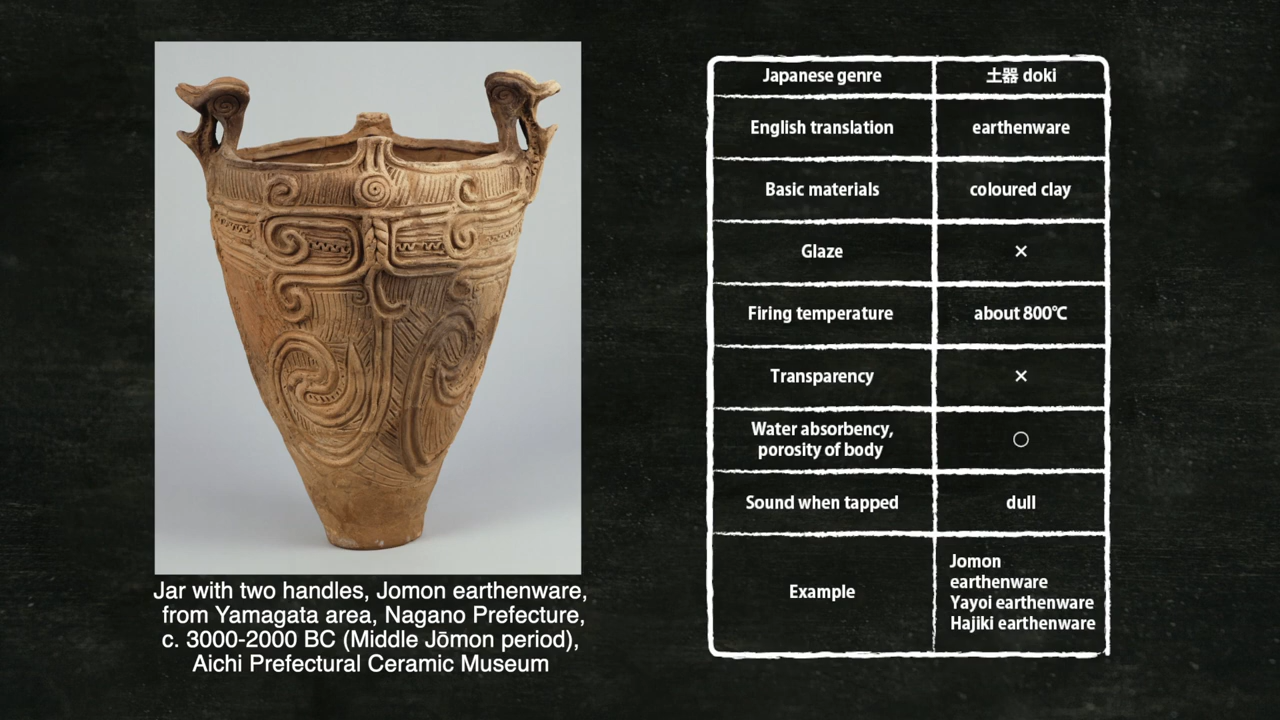 Jar with two handles, Jomon earthenware,
from Yamagata area, Nagano Prefecture,
c. 3000-2000 BC (Middle Jōmon period),
Aichi Prefectural Ceramic Museum
Japanese genre
土器 doki
English translation
earthenware
Basic materials
coloured clay
Glaze
×
Firing temperature
about 800℃
Transparency
×
Water absorbency,
porosity of body
○
Sound when tapped
dull
Example
Jomon
earthenware
Yayoi earthenware
Hajiki earthenware